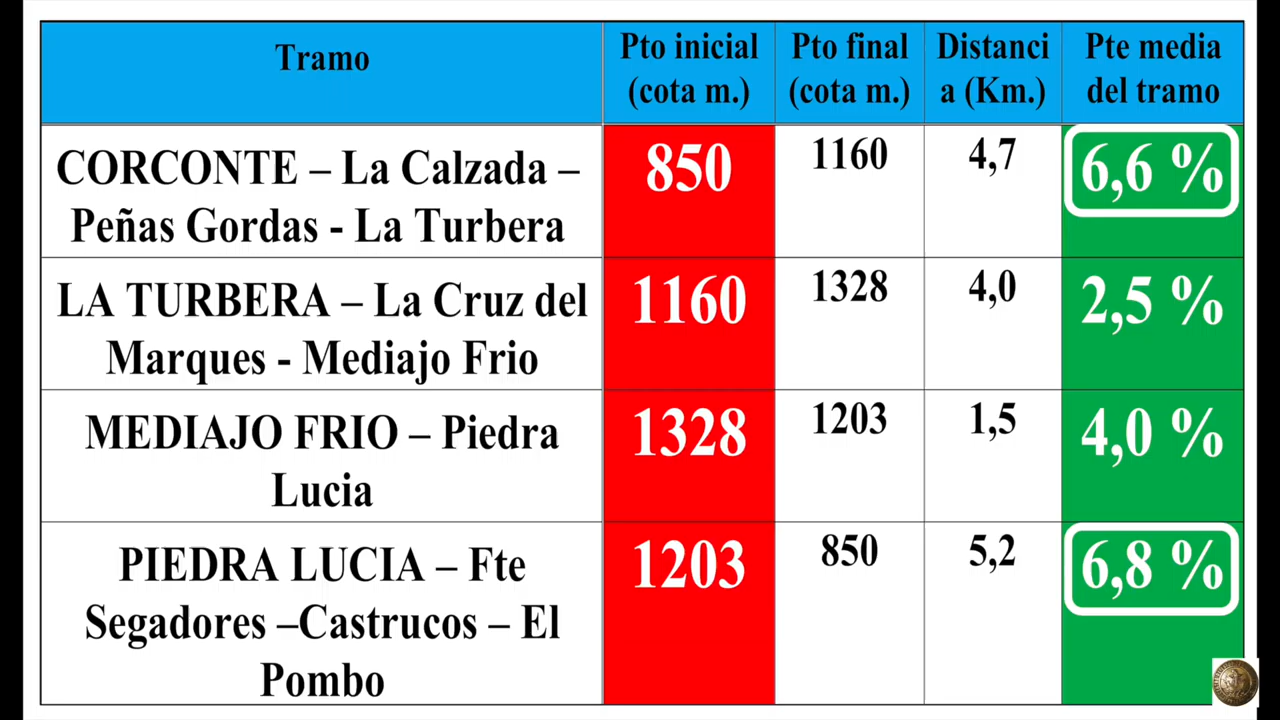 Tramo
Pto inicial
(cota m.)
Pto final
(cota m.)
Distanci
a (Km.)
Pte media
del tramo
CORCONTE – La Calzada –
Peñas Gordas - La Turbera
850
1160
4,7
6,6 %
LA TURBERA – La Cruz del
Marques - Mediajo Frio
1160
1328
4,0
2,5 %
MEDIAJO FRIO – Piedra
Lucia
1328
1203
1,5
4,0 %
PIEDRA LUCIA – Fte
Segadores –Castrucos – El
Pombo
1203
850
5,2
6,8 %